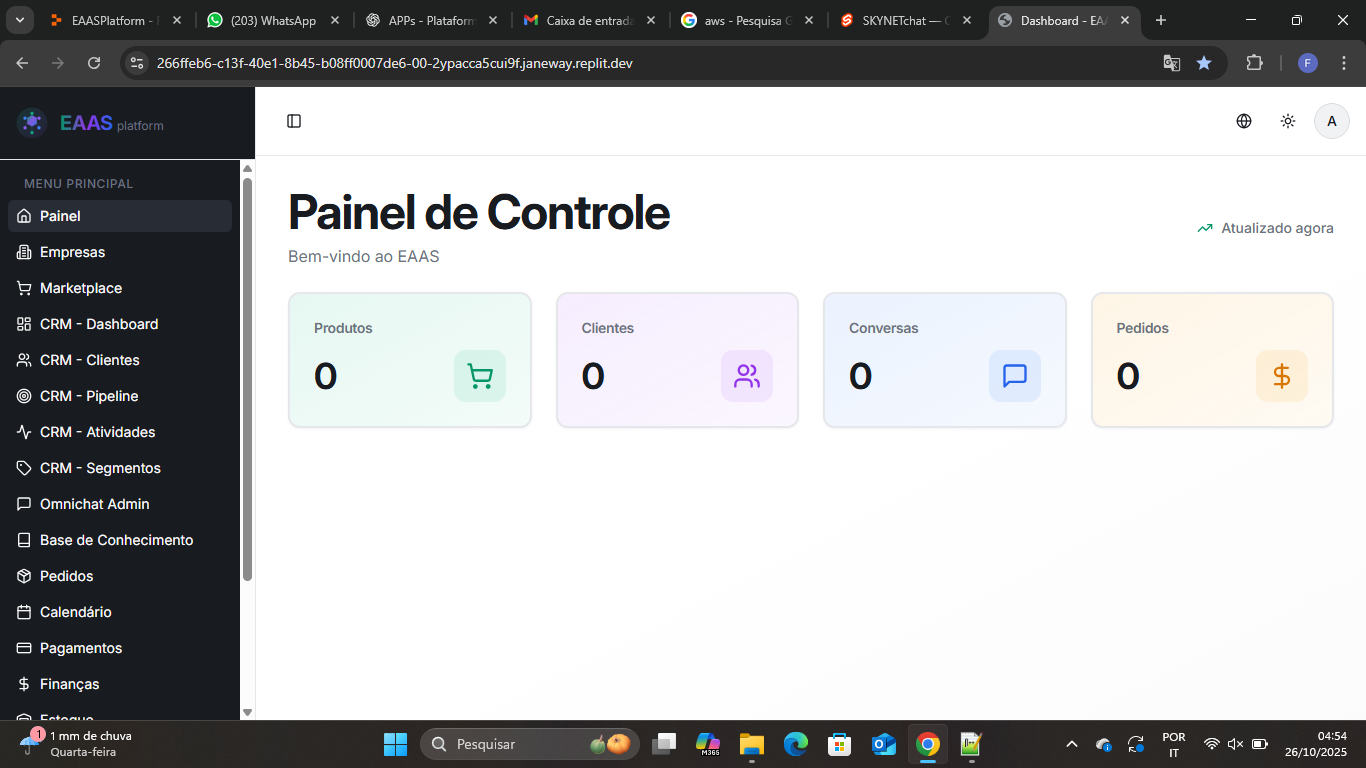 EAASPlatform -
(203) WhatsApp
APPs - Plataform
Caixa de entrada
aws - Pesquisa G
SKYNETchat —
Dashboard - EAA
266ffeb6-c13f-40e1-8b45-b08ff0007de6-00-2ypacca5cui9f.janeway.replit.dev
F
EAAS platform
A
MENU PRINCIPAL
Painel
Empresas
Marketplace
CRM - Dashboard
CRM - Clientes
CRM - Pipeline
CRM - Atividades
CRM - Segmentos
Omnichat Admin
Base de Conhecimento
Pedidos
Calendário
Pagamentos
Finanças
Estoque
Painel de Controle
Bem-vindo ao EAAS
Atualizado agora
Produtos
0
Clientes
0
Conversas
0
Pedidos
0
1
1 mm de chuva
Quarta-feira
Pesquisar
M365
POR
IT
04:54
26/10/2025